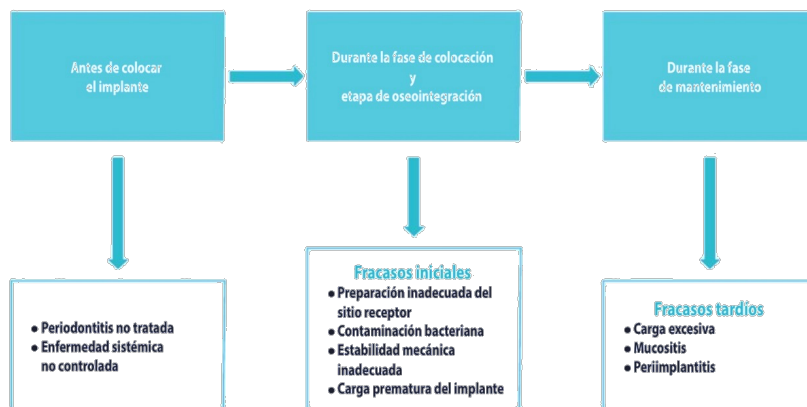 Antes de colocar
el implante
Durante la fase de colocación
y
etapa de oseointegración
Durante la fase
de mantenimiento
● Periodontitis no tratada
● Enfermedad sistémica
no controlada
Fracasos iniciales
● Preparación inadecuada del
sitio receptor
● Contaminación bacteriana
● Estabilidad mecánica
inadecuada
● Carga prematura del implante
Fracasos tardíos
● Carga excesiva
● Mucositis
● Periimplantitis